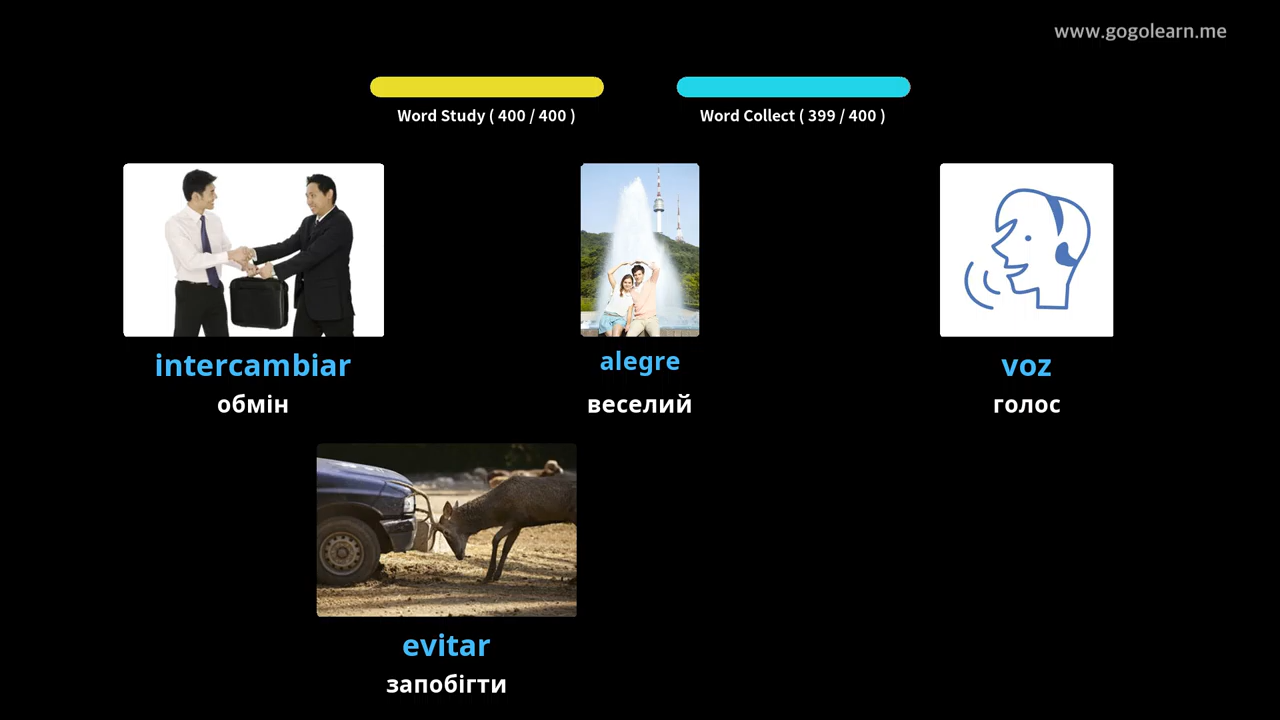 www.gogolearn.me
Word Study ( 400 / 400 )
Word Collect ( 399 / 400 )
intercambiar
обмін
alegre
веселий
voz
голос
evitar
запобігти